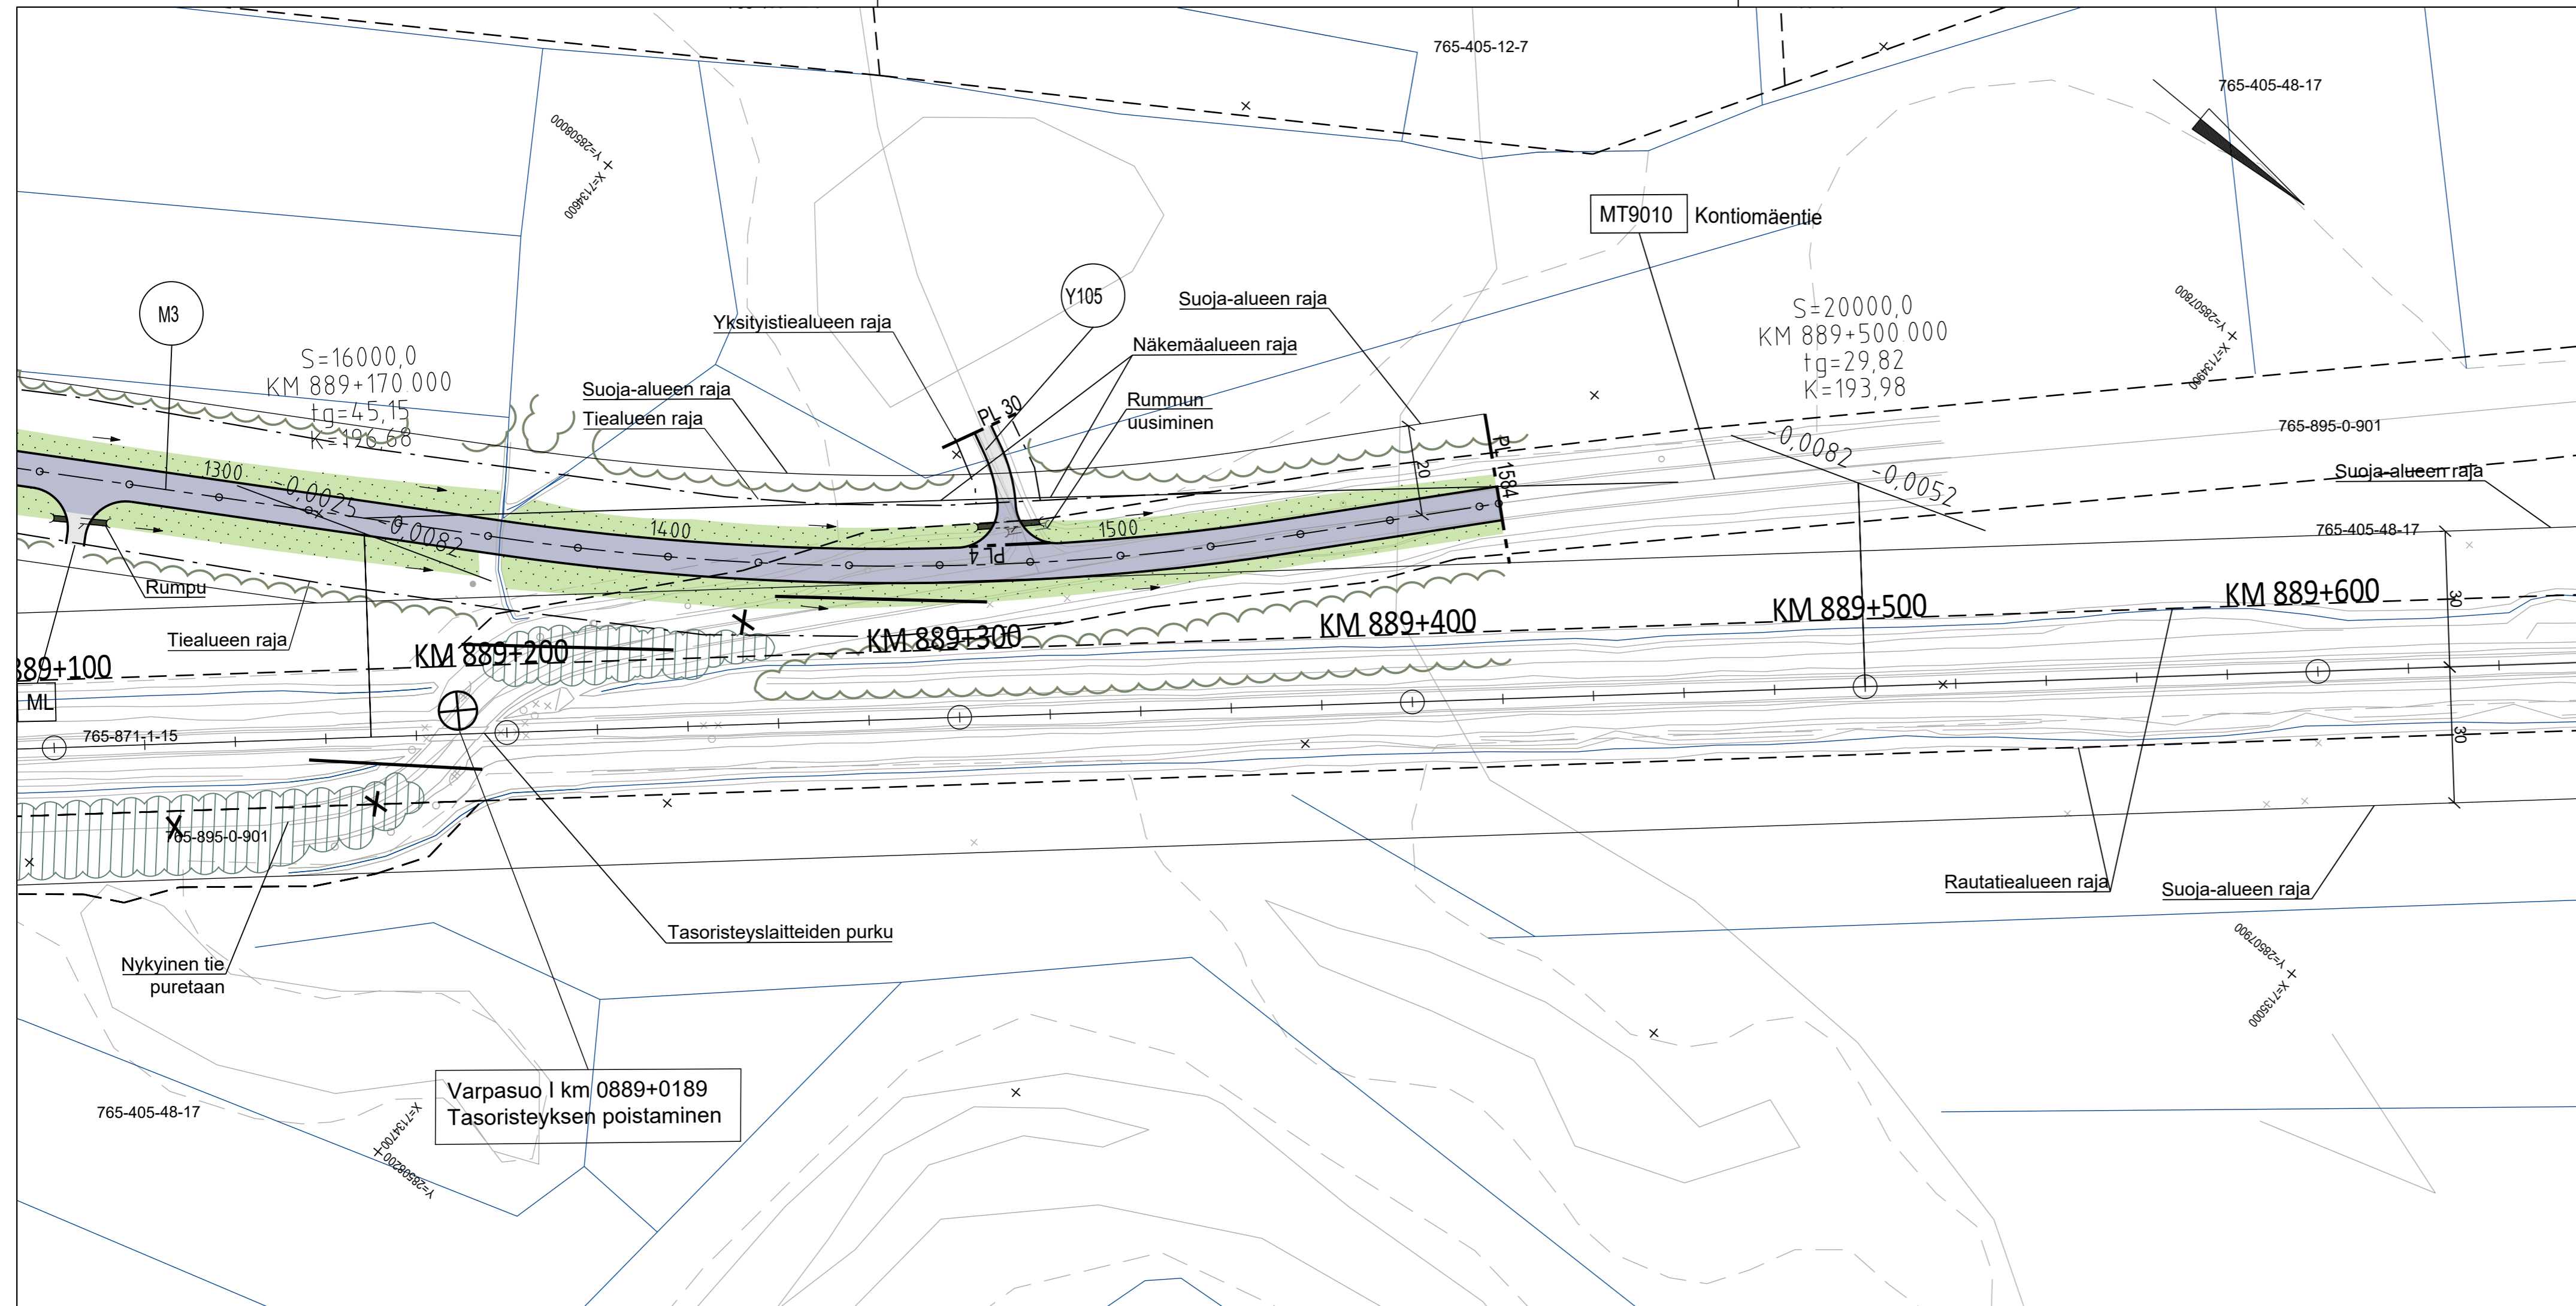 765-405-12-7
765-405-48-17
Y=28508000
X=7134600
MT9010 Kontiomäentie
M3
Y105
Suoja-alueen raja
Yksityistiealueen raja
Näkemäalueen raja
S=20000,0
KM 889+500.000
tg=29,82
K=193,98
Y=28507800
X=7134900
S=16000,0
KM 889+170.000
tg=45,15
K=196,68
Suoja-alueen raja
Tiealueen raja
Rummun
uusiminen
PL 30
PL 1584
20
-0,0082
-0,0052
765-895-0-901
Suoja-alueen raja
765-405-48-17
1300
-0,0025
-0,0082
1400
1500
PL4
Rumpu
Tiealueen raja
889+100
KM 889+200
KM 889+300
KM 889+400
KM 889+500
KM 889+600
30
30
ML
765-871-1-15
765-895-0-901
Rautatiealueen raja
Suoja-alueen raja
Tasoristeyslaitteiden purku
Nykyinen tie
puretaan
Y=28507900
X=7135000
Varpasuo I km 0889+0189
Tasoristeyksen poistaminen
765-405-48-17
X=7134700
Y=28508200